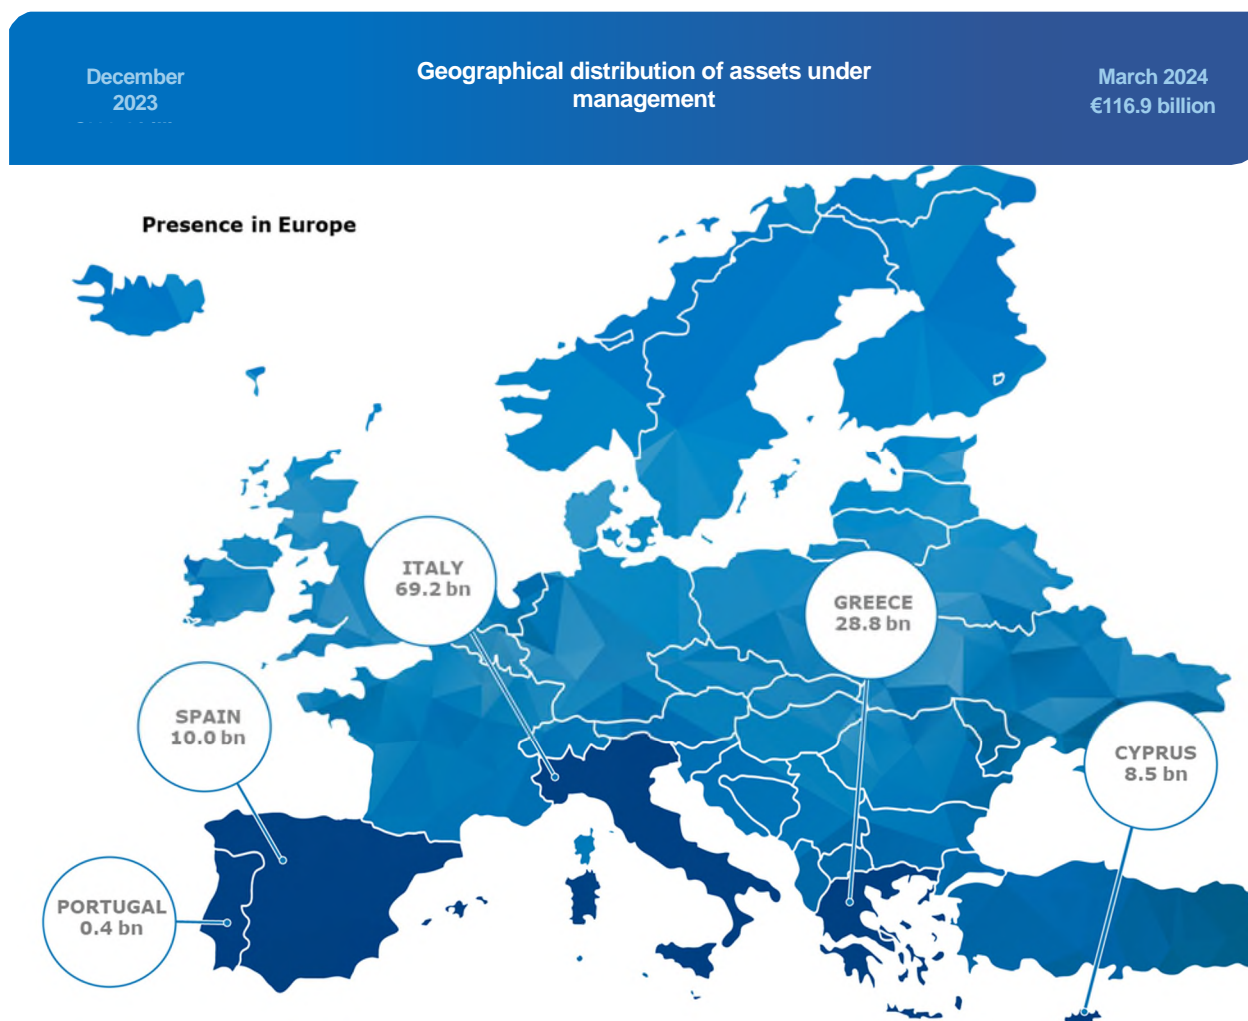 December
2023
Geographical distribution of assets under
management
March 2024
€116.9 billion
Presence in Europe
ITALY
69.2 bn
GREECE
28.8 bn
SPAIN
10.0 bn
CYPRUS
8.5 bn
PORTUGAL
0.4 bn